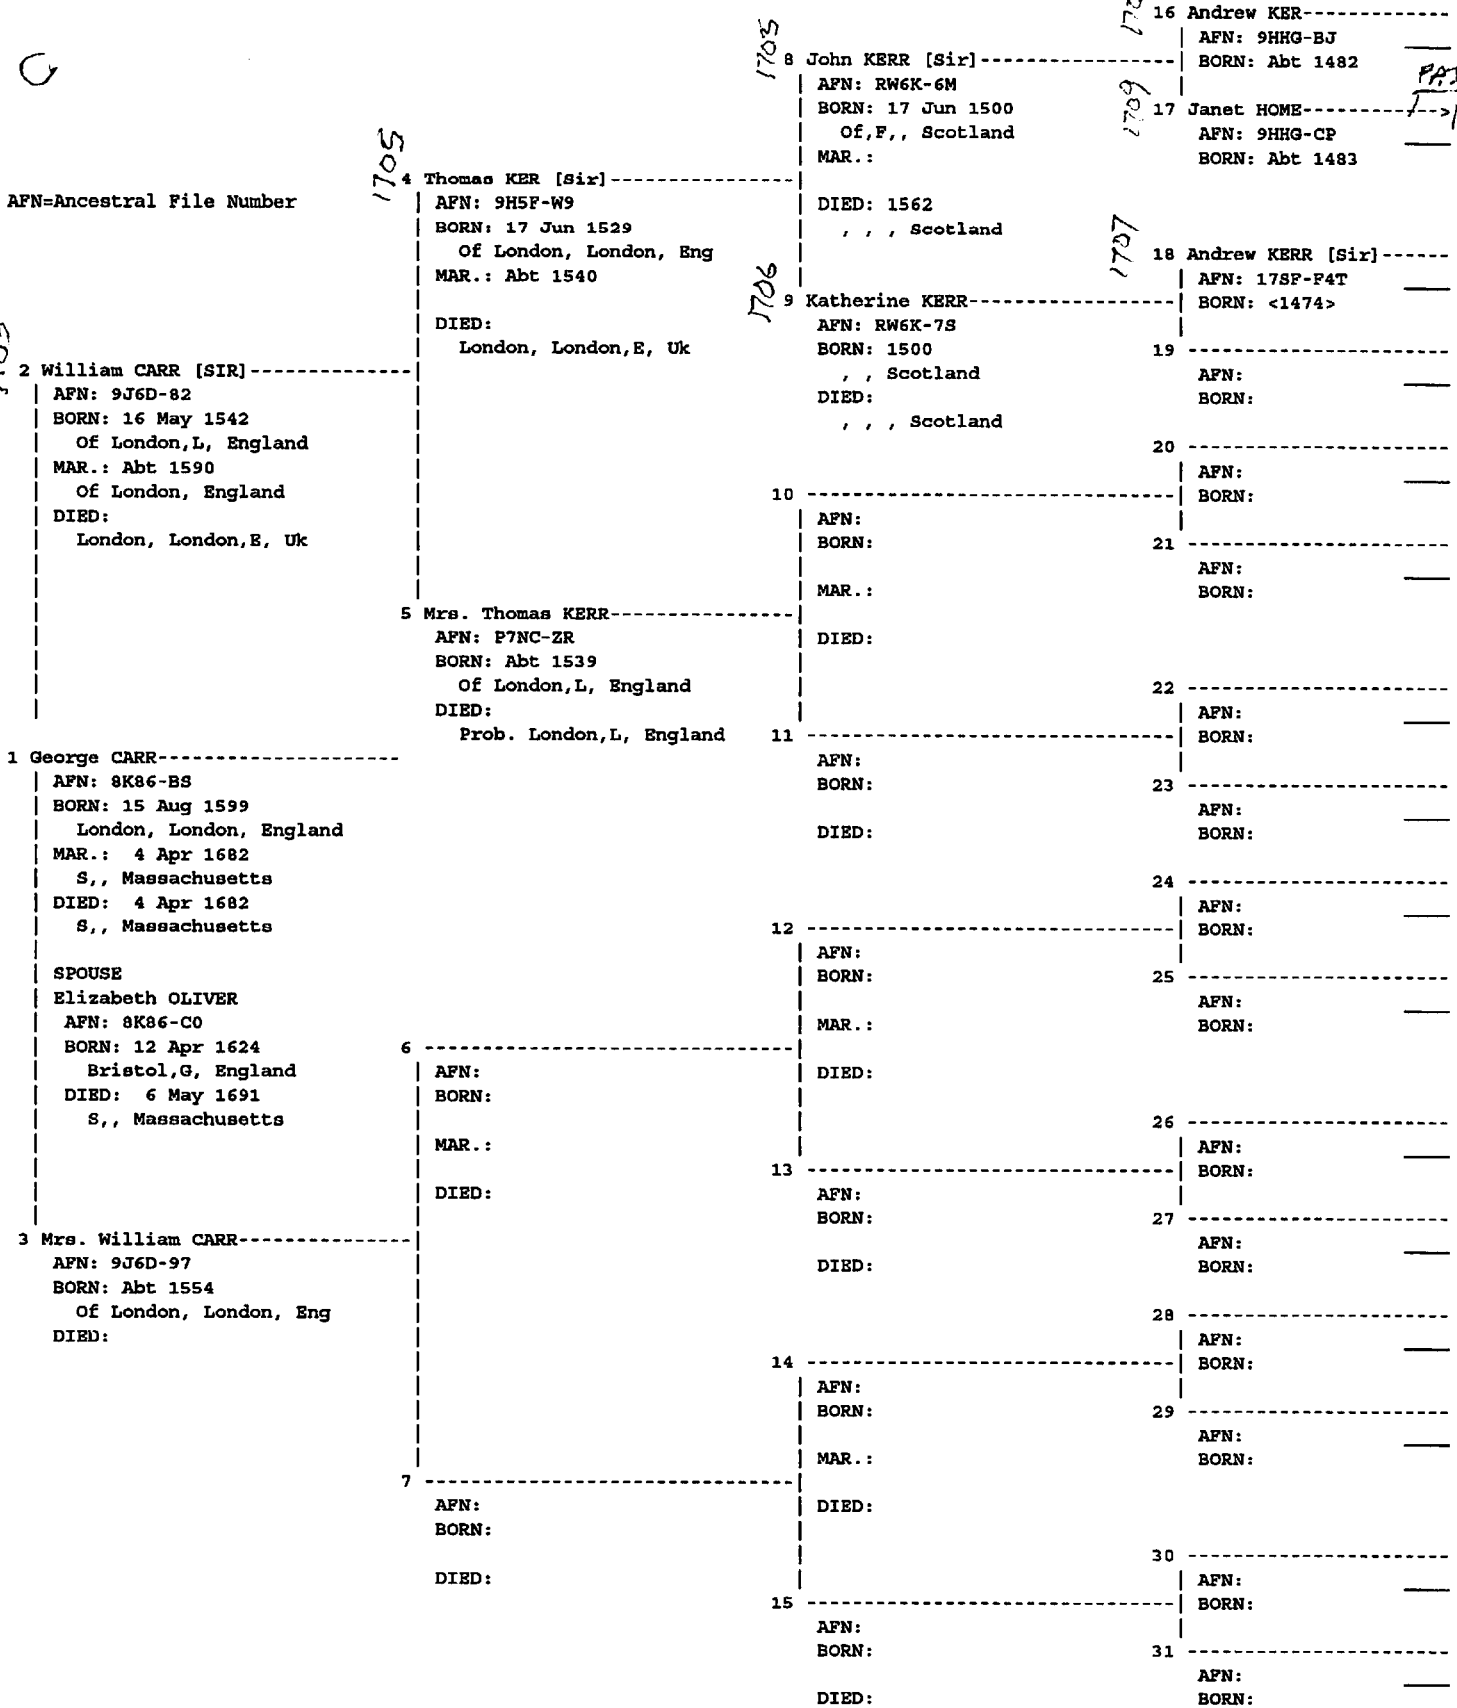 AFN=Ancestral File Number
1 George CARR--------------------
AFN: 8K86-BS
BORN: 15 Aug 1599
London, London, England
MAR.: 4 Apr 1682
S,, Massachusetts
DIED: 4 Apr 1682
S,, Massachusetts
SPOUSE
Elizabeth OLIVER
AFN: 8K86-C0
BORN: 12 Apr 1624
Bristol,G, England
DIED: 6 May 1691
S,, Massachusetts
2 William CARR [SIR]--------------
AFN: 9J6D-82
BORN: 16 May 1542
Of London,L, England
MAR.: Abt 1590
Of London, England
DIED:
London, London,E, Uk
3 Mrs. William CARR---------------
AFN: 9J6D-97
BORN: Abt 1554
Of London, London, Eng
DIED:
1705
4 Thomas KER [Sir]----------------
AFN: 9H5F-W9
BORN: 17 Jun 1529
Of London, London, Eng
MAR.: Abt 1540
DIED:
London, London,E, Uk
5 Mrs. Thomas KERR----------------
AFN: P7NC-ZR
BORN: Abt 1539
Of London,L, England
DIED:
Prob. London,L, England
6 --------------------------------
AFN:
BORN:
MAR.:
DIED:
7 --------------------------------
AFN:
BORN:
DIED:
1705
8 John KERR [Sir]-----------------
AFN: RW6K-6M
BORN: 17 Jun 1500
Of,F,, Scotland
MAR.:
DIED: 1562
, , , Scotland
1706
9 Katherine KERR------------------
AFN: RW6K-7S
BORN: 1500
, , Scotland
DIED:
, , , Scotland
10 --------------------------------
AFN:
BORN:
MAR.:
DIED:
11 --------------------------------
AFN:
BORN:
DIED:
12 --------------------------------
AFN:
BORN:
MAR.:
DIED:
13 --------------------------------
AFN:
BORN:
DIED:
14 --------------------------------
AFN:
BORN:
MAR.:
DIED:
15 --------------------------------
AFN:
BORN:
DIED:
16 Andrew KER-------------
AFN: 9HHG-BJ
BORN: Abt 1482
1709
17 Janet HOME------------->
AFN: 9HHG-CP
BORN: Abt 1483
1707
18 Andrew KERR [Sir]------
AFN: 17SF-F4T
BORN: <1474>
19 -----------------------
AFN:
BORN:
20 -----------------------
AFN:
BORN:
21 -----------------------
AFN:
BORN:
22 -----------------------
AFN:
BORN:
23 -----------------------
AFN:
BORN:
24 -----------------------
AFN:
BORN:
25 -----------------------
AFN:
BORN:
26 -----------------------
AFN:
BORN:
27 -----------------------
AFN:
BORN:
28 -----------------------
AFN:
BORN:
29 -----------------------
AFN:
BORN:
30 -----------------------
AFN:
BORN:
31 -----------------------
AFN:
BORN: